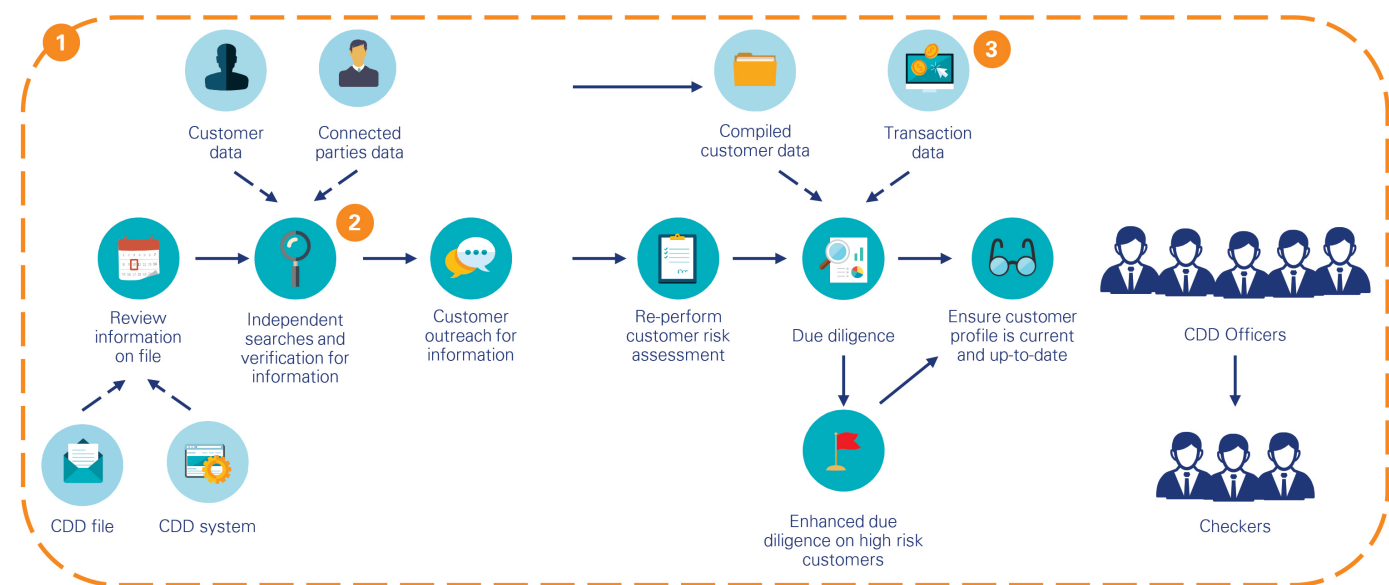 1
Customer
data
Connected
parties data
Compiled
customer data
Transaction
data
3
Review
information
on file
2
Independent
searches and
verification for
information
Customer
outreach for
information
Re-perform
customer risk
assessment
Due diligence
Ensure customer
profile is current
and up-to-date
CDD Officers
CDD file
CDD system
Enhanced due
diligence on high risk
customers
Checkers